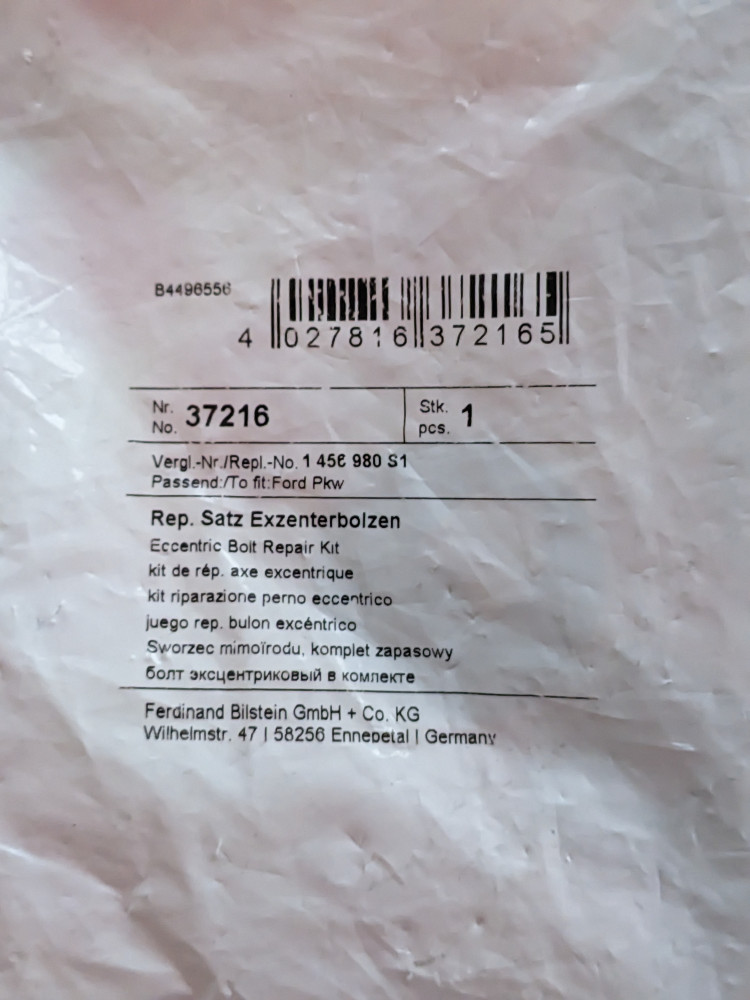 B4496556
4 027816 372165
Nr. No. 37216 Stk. pcs. 1
Vergl.-Nr./Repl.-No. 1 456 980 S1
Passend:/To fit:Ford Pkw
Rep. Satz Exzenterbolzen
Eccentric Bolt Repair Kit
kit de rép. axe excentrique
kit riparazione perno eccentrico
juego rep. bulon excéntrico
Sworzec mimoïrodu, komplet zapasowy
болт эксцентриковый в комлекте
Ferdinand Bilstein GmbH + Co. KG
Wilhelmstr. 47 | 58256 Ennepetal | Germany